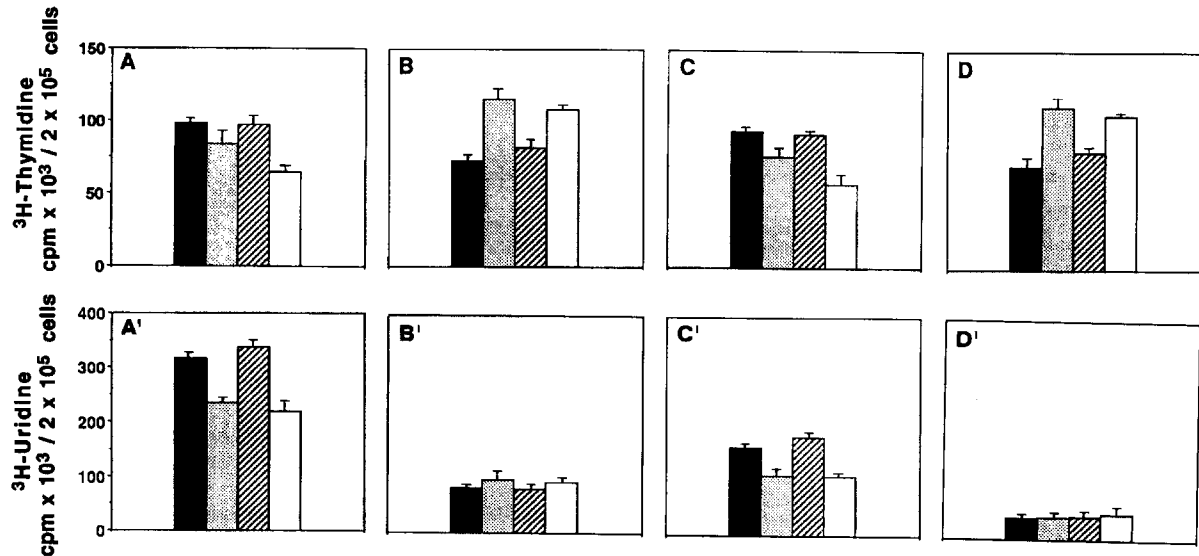 ³H-Thymidine
cpm x 10³ / 2 x 10⁵ cells
150
100
50
0
A
B
C
D
³H-Uridine
cpm x 10³ / 2 x 10⁵ cells
400
300
200
100
0
A'
B'
C'
D'